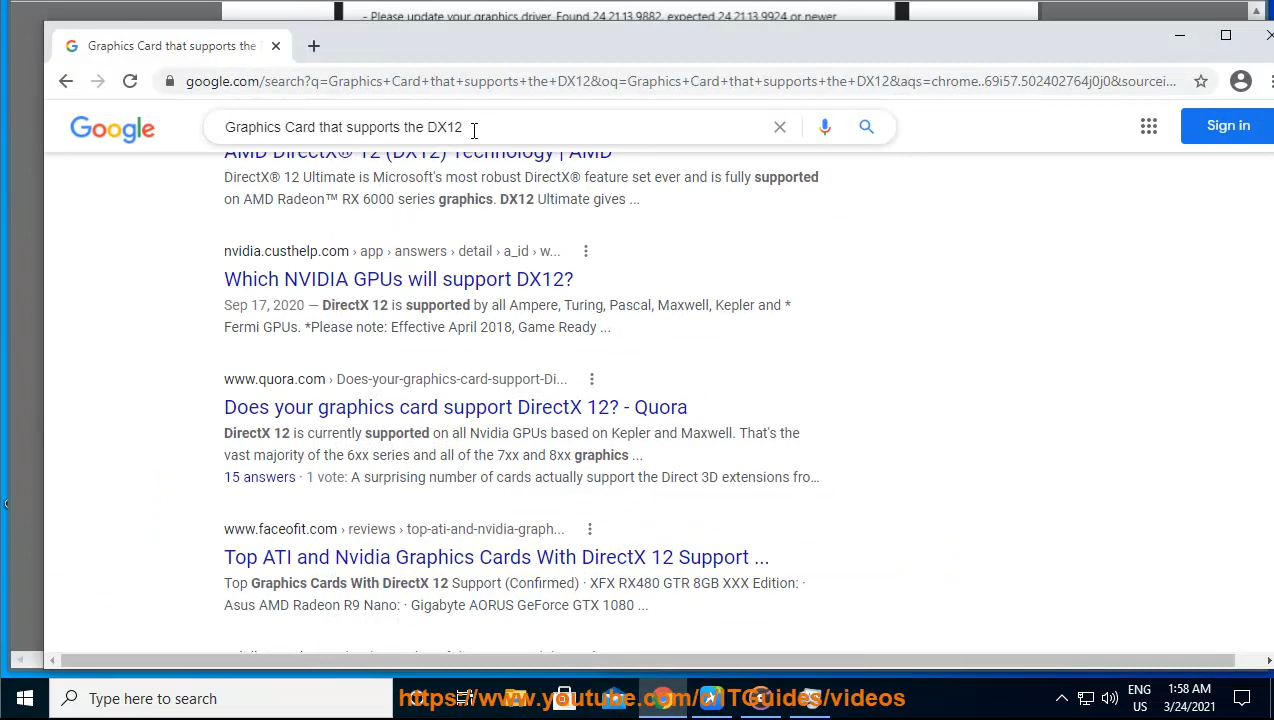 - Please update your graphics driver. Found 24.2113.9882, expected 24.2113.9924 or newer
Graphics Card that supports the
google.com/search?q=Graphics+Card+that+supports+the+DX12&oq=Graphics+Card+that+supports+the+DX12&aqs=chrome..69i57.502402764j0j0&sourcei...
Google
Graphics Card that supports the DX12
Sign in
AMD DirectX® 12 (DX12) Technology | AMD
DirectX® 12 Ultimate is Microsoft's most robust DirectX® feature set ever and is fully supported
on AMD Radeon™ RX 6000 series graphics. DX12 Ultimate gives ...
nvidia.custhelp.com › app › answers › detail › a_id › w...
Which NVIDIA GPUs will support DX12?
Sep 17, 2020 — DirectX 12 is supported by all Ampere, Turing, Pascal, Maxwell, Kepler and *
Fermi GPUs. *Please note: Effective April 2018, Game Ready ...
www.quora.com › Does-your-graphics-card-support-Di...
Does your graphics card support DirectX 12? - Quora
DirectX 12 is currently supported on all Nvidia GPUs based on Kepler and Maxwell. That's the
vast majority of the 6xx series and all of the 7xx and 8xx graphics ...
15 answers · 1 vote: A surprising number of cards actually support the Direct 3D extensions fro...
www.faceofit.com › reviews › top-ati-and-nvidia-graph...
Top ATI and Nvidia Graphics Cards With DirectX 12 Support ...
Top Graphics Cards With DirectX 12 Support (Confirmed) · XFX RX480 GTR 8GB XXX Edition: ·
Asus AMD Radeon R9 Nano: · Gigabyte AORUS GeForce GTX 1080 ...
Type here to search
ENG
US
1:58 AM
3/24/2021